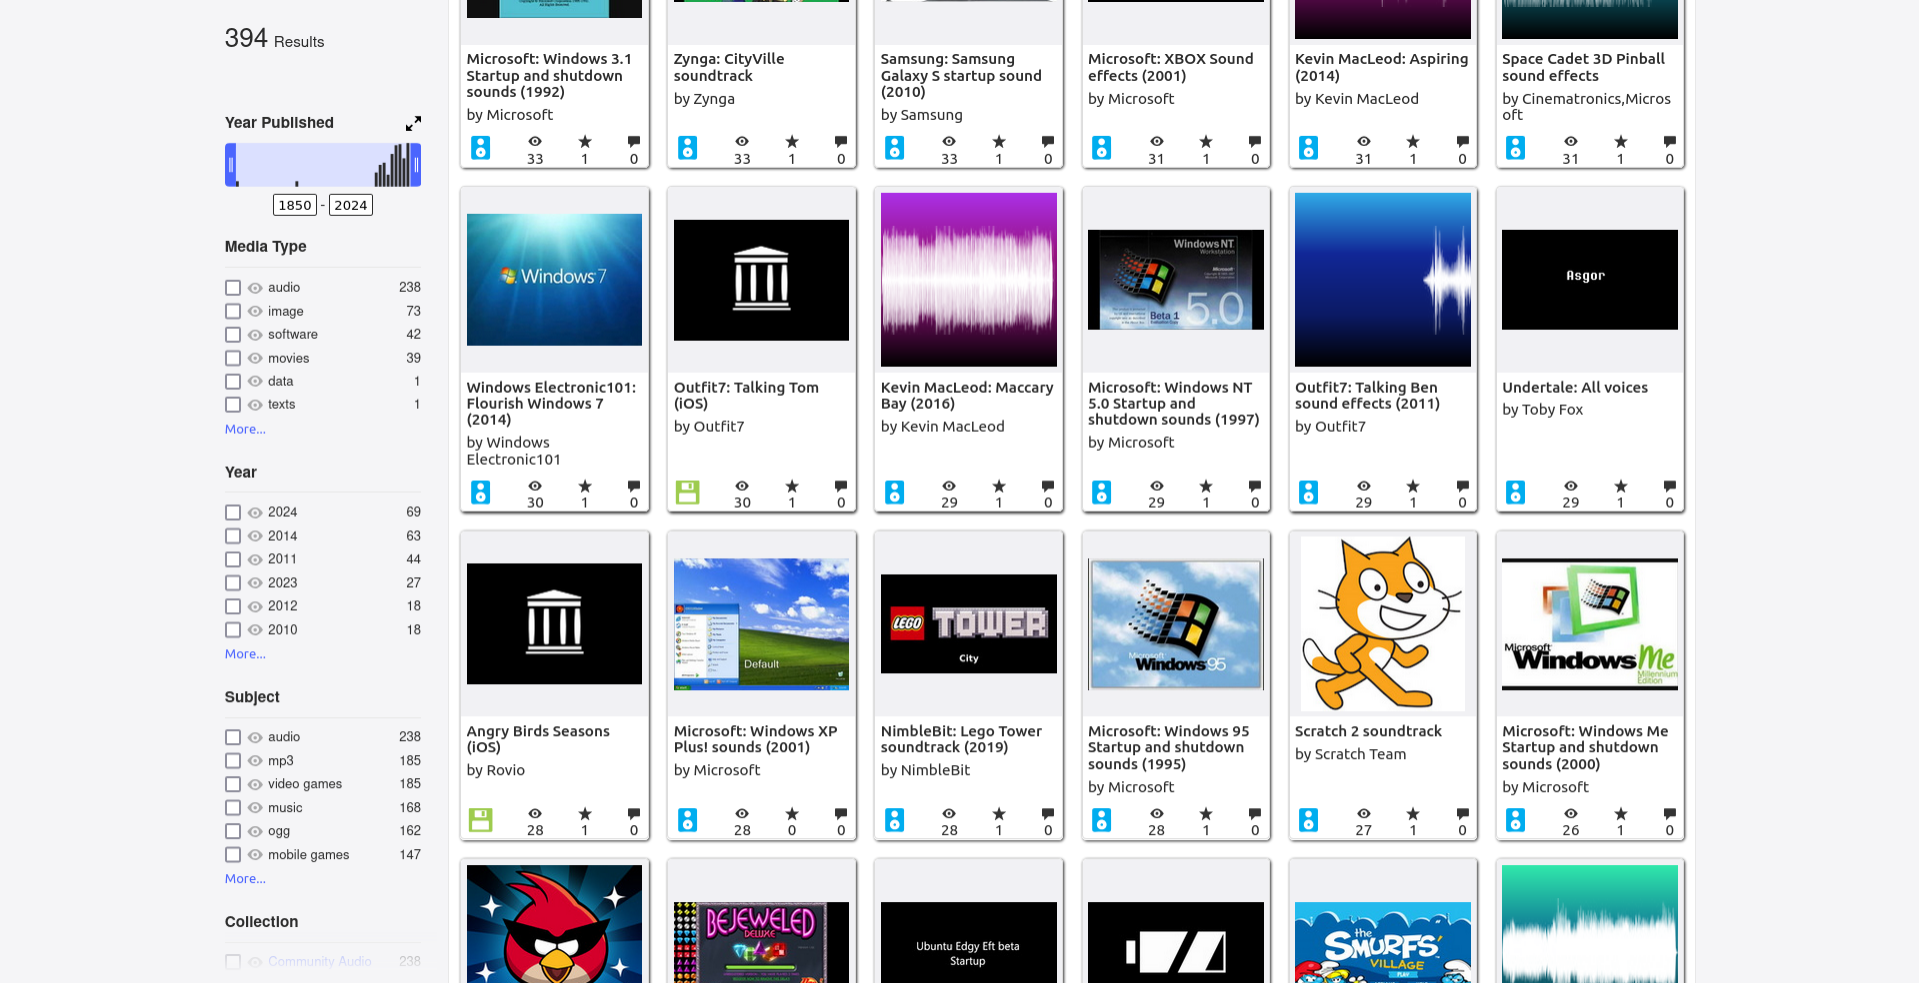 394 Results
Year Published
1850 - 2024
Media Type
audio 238
image 73
software 42
movies 39
data 1
texts 1
More...
Year
2024 69
2014 63
2011 44
2023 27
2012 18
2010 18
More...
Subject
audio 238
mp3 185
video games 185
music 168
ogg 162
mobile games 147
More...
Collection
Community Audio 238
Microsoft: Windows 3.1
Startup and shutdown
sounds (1992)
by Microsoft
33 1 0
Zynga: CityVille
soundtrack
by Zynga
33 1 0
Samsung: Samsung
Galaxy S startup sound
(2010)
by Samsung
33 1 0
Microsoft: XBOX Sound
effects (2001)
by Microsoft
31 1 0
Kevin MacLeod: Aspiring
(2014)
by Kevin MacLeod
31 1 0
Space Cadet 3D Pinball
sound effects
by Cinematronics,Micros
oft
31 1 0
Windows 7
Windows Electronic101:
Flourish Windows 7
(2014)
by Windows
Electronic101
30 1 0
Outfit7: Talking Tom
(iOS)
by Outfit7
30 1 0
Kevin MacLeod: Maccary
Bay (2016)
by Kevin MacLeod
29 1 0
Windows NT
Workstation
Microsoft
5.0
Beta 1
Microsoft: Windows NT
5.0 Startup and
shutdown sounds (1997)
by Microsoft
29 1 0
Outfit7: Talking Ben
sound effects (2011)
by Outfit7
29 1 0
Asgor
Undertale: All voices
by Toby Fox
29 1 0
Angry Birds Seasons
(iOS)
by Rovio
28 1 0
Default
Microsoft: Windows XP
Plus! sounds (2001)
by Microsoft
28 0 0
LEGO TOWER
City
NimbleBit: Lego Tower
soundtrack (2019)
by NimbleBit
28 1 0
Microsoft
Windows 95
Microsoft: Windows 95
Startup and shutdown
sounds (1995)
by Microsoft
28 1 0
Scratch 2 soundtrack
by Scratch Team
27 1 0
Microsoft
Windows Me
Millennium
Edition
Microsoft: Windows Me
Startup and shutdown
sounds (2000)
by Microsoft
26 1 0
BEJEWELED
DELUXE
Ubuntu Edgy Eft beta
Startup
the
SMURFS'
VILLAGE
PLAY